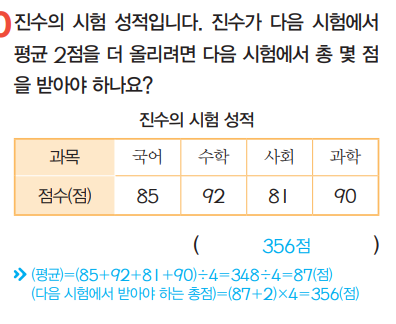 진수의 시험 성적입니다. 진수가 다음 시험에서
평균 2점을 더 올리려면 다음 시험에서 총 몇 점
을 받아야 하나요?
진수의 시험 성적
과목 국어 수학 사회 과학
점수(점) 85 92 81 90
( 356점 )
(평균)=(85+92+81+90)÷4=348÷4=87(점)
(다음 시험에서 받아야 하는 총점)=(87+2)×4=356(점)